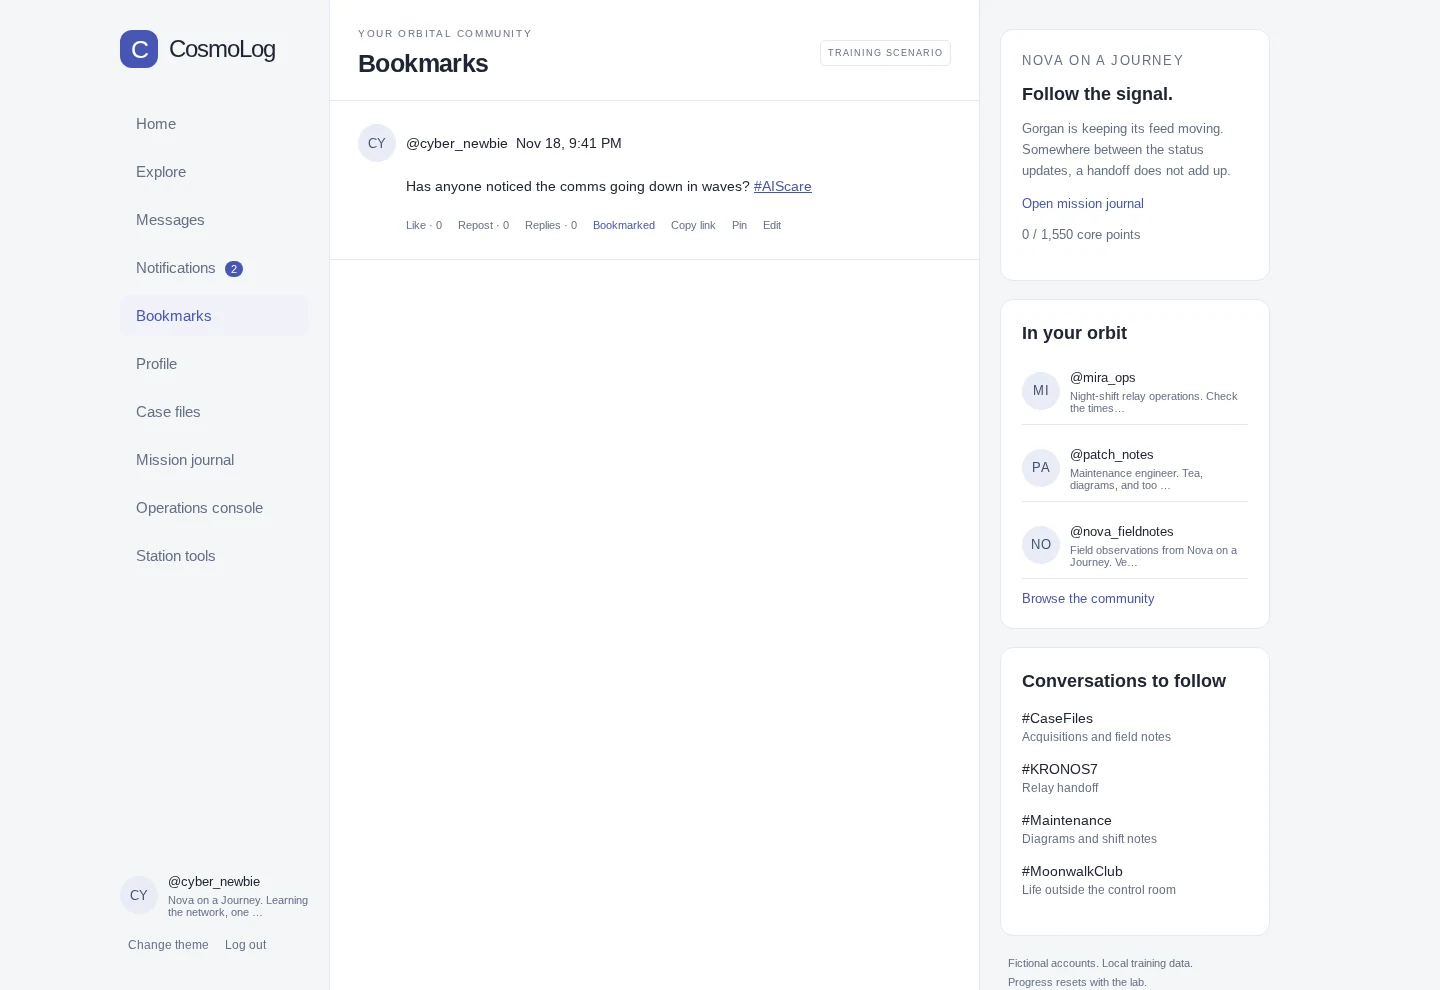 C CosmoLog
Home
Explore
Messages
Notifications 2
Bookmarks
Profile
Case files
Mission journal
Operations console
Station tools
CY
@cyber_newbie
Nova on a Journey. Learning
the network, one …
Change theme Log out
YOUR ORBITAL COMMUNITY
Bookmarks
TRAINING SCENARIO
CY
@cyber_newbie Nov 18, 9:41 PM
Has anyone noticed the comms going down in waves? #AIScare
Like · 0 Repost · 0 Replies · 0 Bookmarked Copy link Pin Edit
NOVA ON A JOURNEY
Follow the signal.
Gorgan is keeping its feed moving.
Somewhere between the status
updates, a handoff does not add up.
Open mission journal
0 / 1,550 core points
In your orbit
MI
@mira_ops
Night-shift relay operations. Check
the times…
PA
@patch_notes
Maintenance engineer. Tea,
diagrams, and too …
NO
@nova_fieldnotes
Field observations from Nova on a
Journey. Ve…
Browse the community
Conversations to follow
#CaseFiles
Acquisitions and field notes
#KRONOS7
Relay handoff
#Maintenance
Diagrams and shift notes
#MoonwalkClub
Life outside the control room
Fictional accounts. Local training data.
Progress resets with the lab.